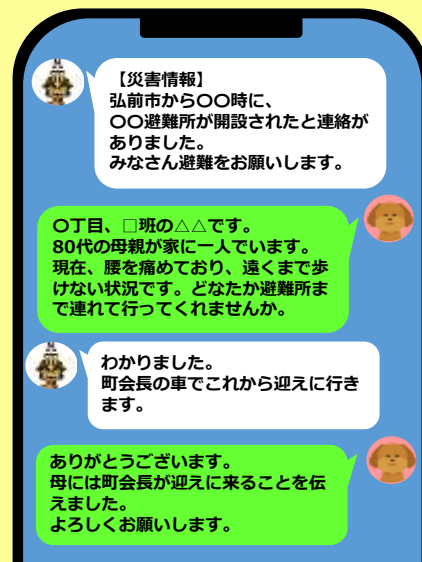 【災害情報】
弘前市から〇〇時に、
〇〇避難所が開設されたと連絡が
ありました。
みなさん避難をお願いします。
〇丁目、□班の△△です。
80代の母親が家に一人でいます。
現在、腰を痛めており、遠くまで歩
けない状況です。どなたか避難所ま
で連れて行ってくれませんか。
わかりました。
町会長の車でこれから迎えに行き
ます。
ありがとうございます。
母には町会長が迎えに来ることを伝
えました。
よろしくお願いします。